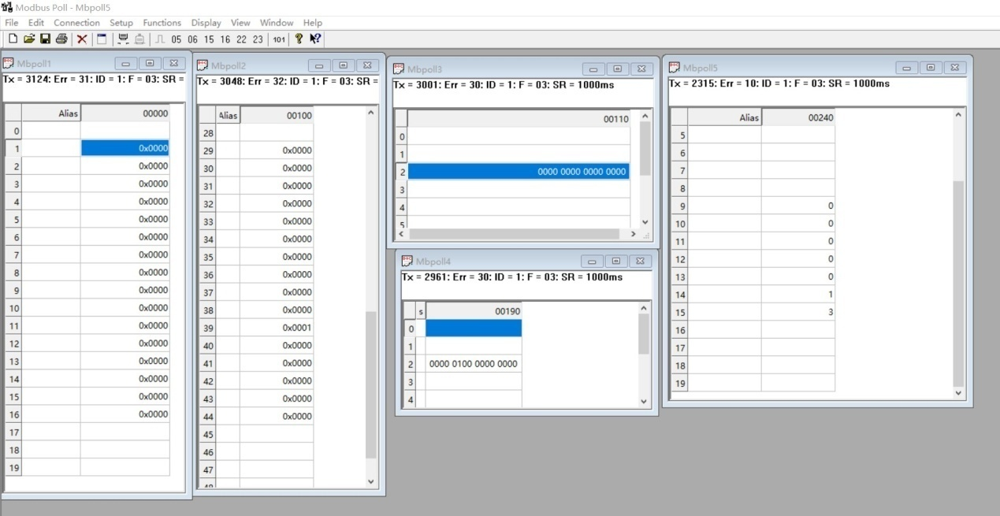 Modbus Poll - Mbpoll5
File Edit Connection Setup Functions Display View Window Help
05 06 15 16 22 23 101 ?
Mbpoll1
Tx = 3124: Err = 31: ID = 1: F = 03: SR =
Alias 00000
0
1 0x0000
2 0x0000
3 0x0000
4 0x0000
5 0x0000
6 0x0000
7 0x0000
8 0x0000
9 0x0000
10 0x0000
11 0x0000
12 0x0000
13 0x0000
14 0x0000
15 0x0000
16 0x0000
17
18
19
Mbpoll2
Tx = 3048: Err = 32: ID = 1: F = 03: SR =
Alias 00100
28
29 0x0000
30 0x0000
31 0x0000
32 0x0000
33 0x0000
34 0x0000
35 0x0000
36 0x0000
37 0x0000
38 0x0000
39 0x0001
40 0x0000
41 0x0000
42 0x0000
43 0x0000
44 0x0000
45
46
47
48
Mbpoll3
Tx = 3001: Err = 30: ID = 1: F = 03: SR = 1000ms
00110
0
1
2 0000 0000 0000 0000
3
4
5
Mbpoll4
Tx = 2961: Err = 30: ID = 1: F = 03: SR = 1000ms
s 00190
0
1
2 0000 0100 0000 0000
3
4
Mbpoll5
Tx = 2315: Err = 10: ID = 1: F = 03: SR = 1000ms
Alias 00240
5
6
7
8
9 0
10 0
11 0
12 0
13 0
14 1
15 3
16
17
18
19